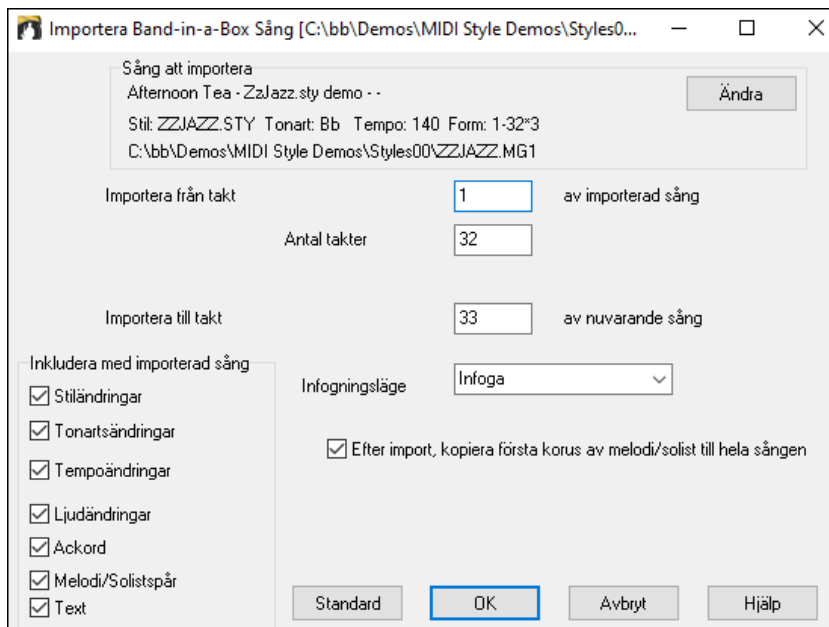 Importera Band-in-a-Box Sång [C:\bb\Demos\MIDI Style Demos\Styles0...
Sång att importera
Afternoon Tea - ZzJazz.sty demo - -
Ändra
Stil: ZZJAZZ.STY Tonart: Bb Tempo: 140 Form: 1-32*3
C:\bb\Demos\MIDI Style Demos\Styles00\ZZJAZZ.MG1
Importera från takt 1 av importerad sång
Antal takter 32
Importera till takt 33 av nuvarande sång
Inkludera med importerad sång
Infogningsläge Infoga
Stiländringar
Tonartsändringar
Efter import, kopiera första korus av melodi/solist till hela sången
Tempoändringar
Ljudändringar
Ackord
Melodi/Solistspår
Text
Standard OK Avbryt Hjälp